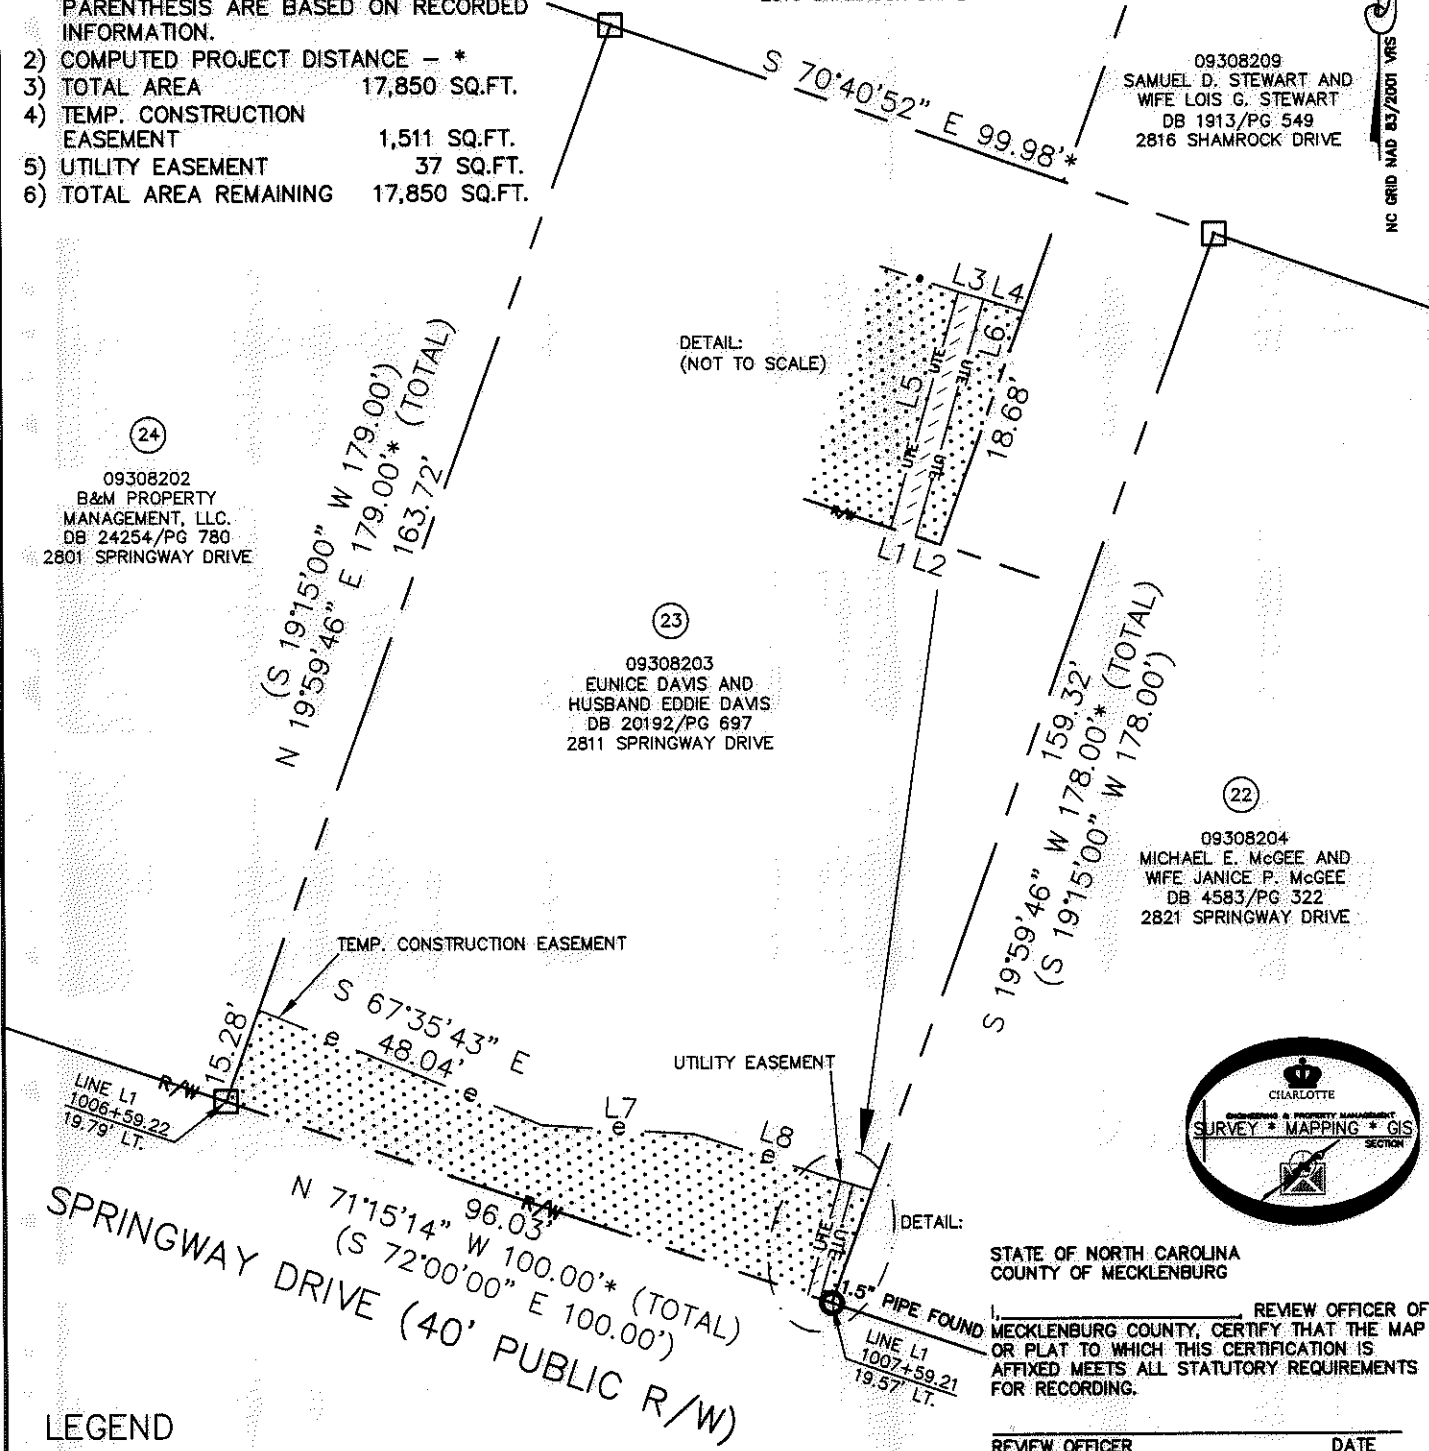 PARENTHESIS ARE BASED ON RECORDED
INFORMATION.
2) COMPUTED PROJECT DISTANCE – *
3) TOTAL AREA 17,850 SQ.FT.
4) TEMP. CONSTRUCTION
EASEMENT 1,511 SQ.FT.
5) UTILITY EASEMENT 37 SQ.FT.
6) TOTAL AREA REMAINING 17,850 SQ.FT.
S 70°40'52" E 99.98'*
09308209
SAMUEL D. STEWART AND
WIFE LOIS G. STEWART
DB 1913/PG 549
2816 SHAMROCK DRIVE
NC GRID NAD 83/2001 VRS
DETAIL:
(NOT TO SCALE)
L3 L4
L5
L6
UTE
UTE
UTE
UTE
18.68'
R/W
L1 L2
24
09308202
B&M PROPERTY
MANAGEMENT, LLC.
DB 24254/PG 780
2801 SPRINGWAY DRIVE
(S 19°15'00" W 179.00')
N 19°59'46" E 179.00'* (TOTAL)
163.72'
23
09308203
EUNICE DAVIS AND
HUSBAND EDDIE DAVIS
DB 20192/PG 697
2811 SPRINGWAY DRIVE
159.32'
S 19°59'46" W 178.00'* (TOTAL)
(S 19°15'00" W 178.00')
22
09308204
MICHAEL E. McGEE AND
WIFE JANICE P. McGEE
DB 4583/PG 322
2821 SPRINGWAY DRIVE
TEMP. CONSTRUCTION EASEMENT
S 67°35'43" E
48.04'
e
e
15.28'
R/W
LINE L1
1006+59.22
19.79' LT.
L7
e
L8
e
UTILITY EASEMENT
UTE
UTE
DETAIL:
R/W
96.03'
N 71°15'14" W 100.00'* (TOTAL)
(S 72°00'00" E 100.00')
SPRINGWAY DRIVE (40' PUBLIC R/W)
1.5" PIPE FOUND
LINE L1
1007+59.21
19.57' LT.
CHARLOTTE
ENGINEERING & PROPERTY MANAGEMENT
SURVEY * MAPPING * GIS
SECTION
STATE OF NORTH CAROLINA
COUNTY OF MECKLENBURG
I,____________________, REVIEW OFFICER OF
MECKLENBURG COUNTY, CERTIFY THAT THE MAP
OR PLAT TO WHICH THIS CERTIFICATION IS
AFFIXED MEETS ALL STATUTORY REQUIREMENTS
FOR RECORDING.
REVIEW OFFICER DATE
LEGEND